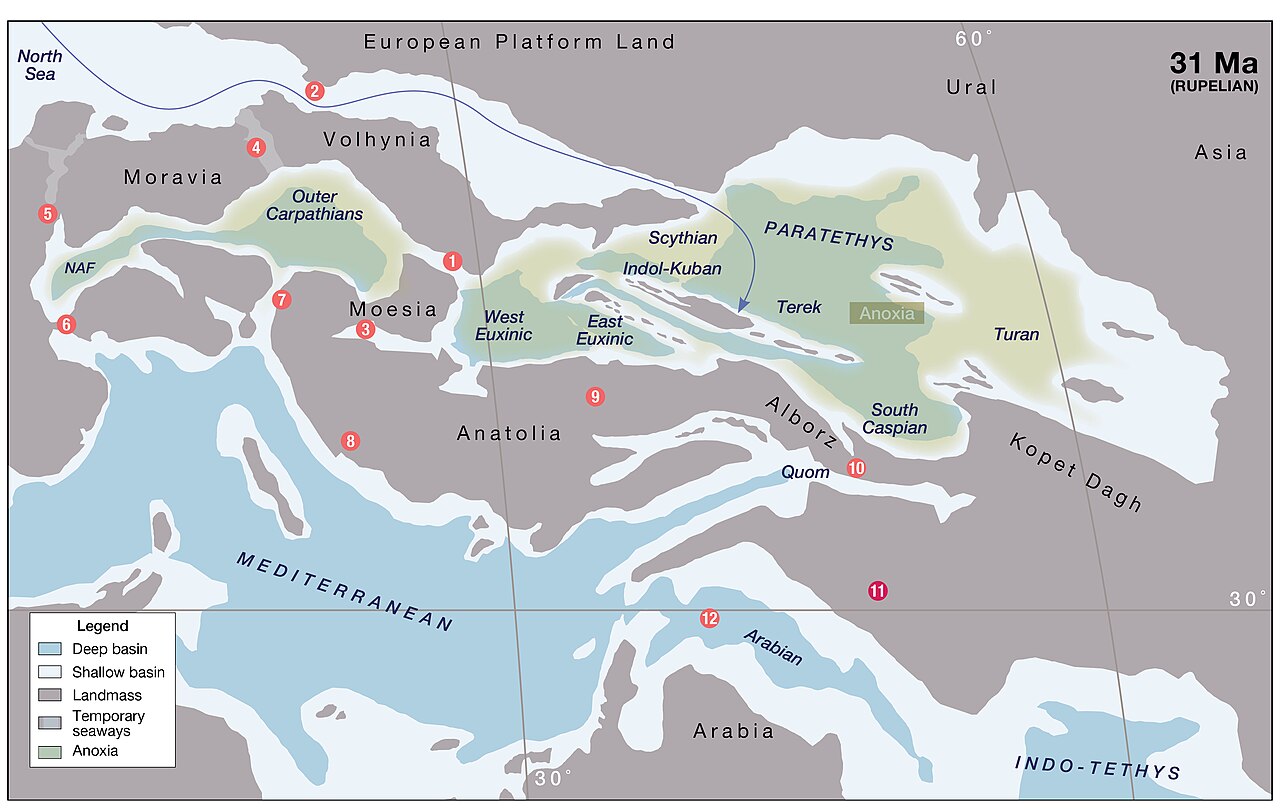 European Platform Land
60°
North
Sea
31 Ma
(RUPELIAN)
Ural
2
Volhynia
4
Asia
Moravia
Outer
Carpathians
5
PARATETHYS
Scythian
1
NAF
Indol-Kuban
7
Moesia
Terek
Anoxia
6
3
West
Euxinic
East
Euxinic
Turan
9
Alborz
South
Caspian
Anatolia
8
Quom
10
Kopet Dagh
MEDITERRANEAN
11
30°
12
Arabian
Legend
Deep basin
Shallow basin
Landmass
Temporary
seaways
Anoxia
Arabia
30°
INDO-TETHYS